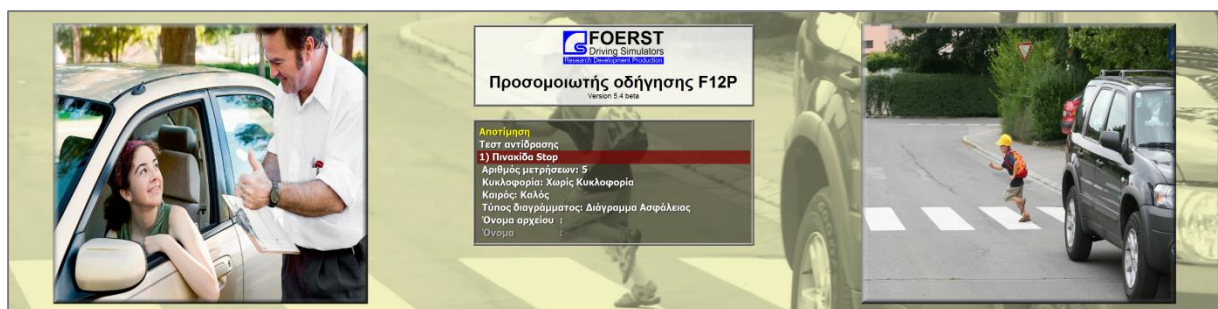 FOERST
Driving Simulators
Research Development Production
Προσομοιωτής οδήγησης F12P
Version 5.4 beta
Αποτίμηση
Τεστ αντίδρασης
1) Πινακίδα Stop
Αριθμός μετρήσεων: 5
Κυκλοφορία: Χωρίς Κυκλοφορία
Καιρός: Καλός
Τύπος διαγράμματος: Διάγραμμα Ασφάλειας
Όνομα αρχείου :
Όνομα :